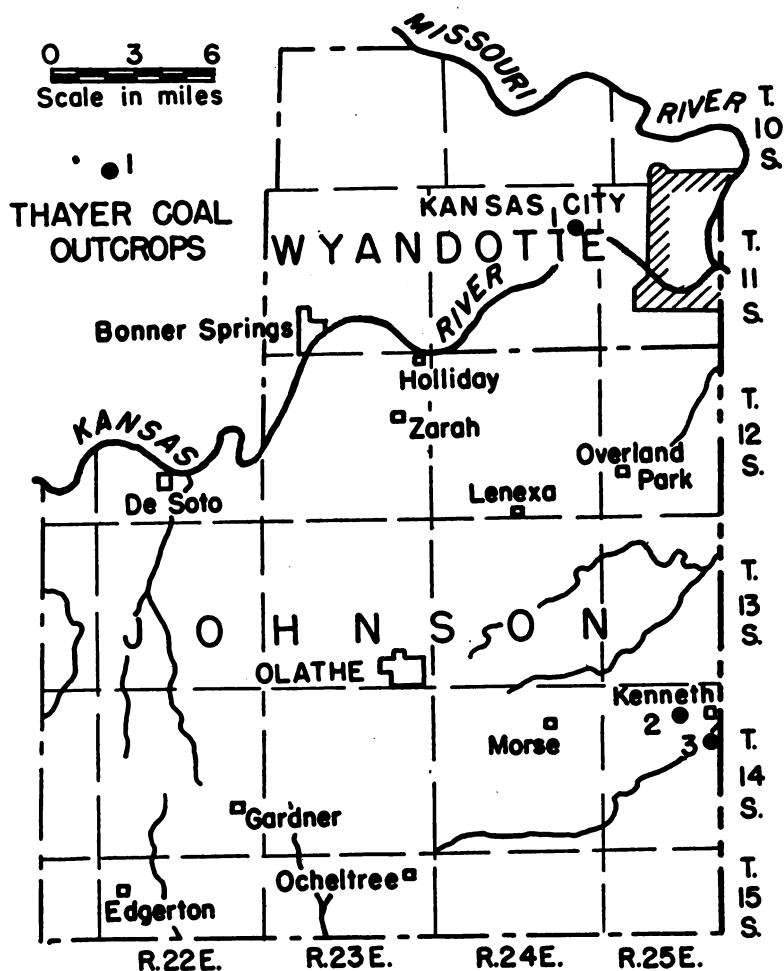 0 3 6
Scale in miles
1
THAYER COAL
OUTCROPS
MISSOURI
RIVER
T.
10
S.
KANSAS CITY
1
WYANDOTTE
T.
11
S.
RIVER
Bonner Springs
Holliday
Zarah
KANSAS
T.
12
S.
Overland
Park
De Soto
Lenexa
T.
13
S.
JOHNSON
OLATHE
Kenneth
2
3
Morse
T.
14
S.
Gardner
Ocheltree
Edgerton
T.
15
S.
R.22E. R.23E. R.24E. R.25E.